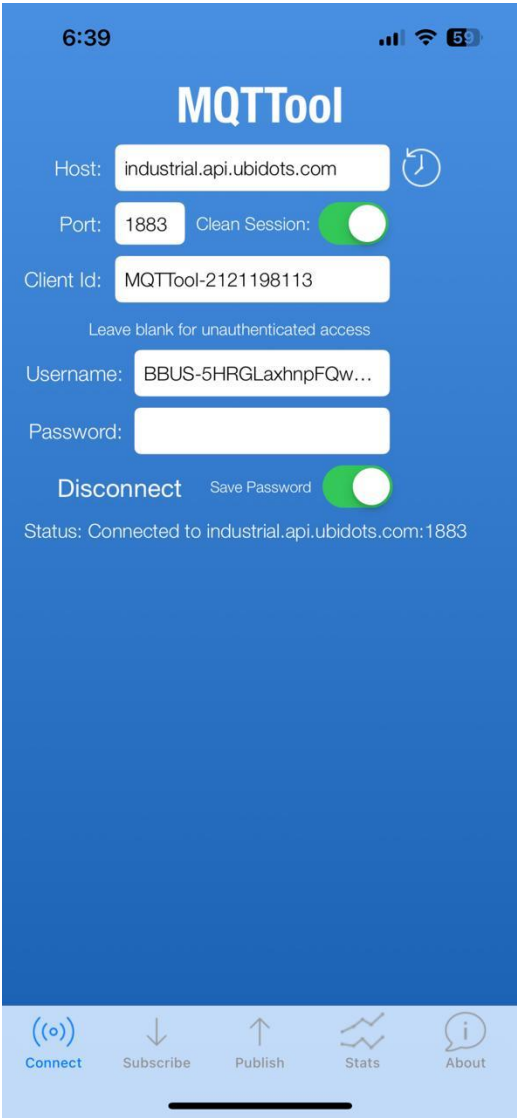 6:39
59
MQTTool
Host: industrial.api.ubidots.com
Port: 1883 Clean Session:
Client Id: MQTTool-2121198113
Leave blank for unauthenticated access
Username: BBUS-5HRGLaxhnpFQw...
Password:
Disconnect Save Password
Status: Connected to industrial.api.ubidots.com:1883
Connect Subscribe Publish Stats About